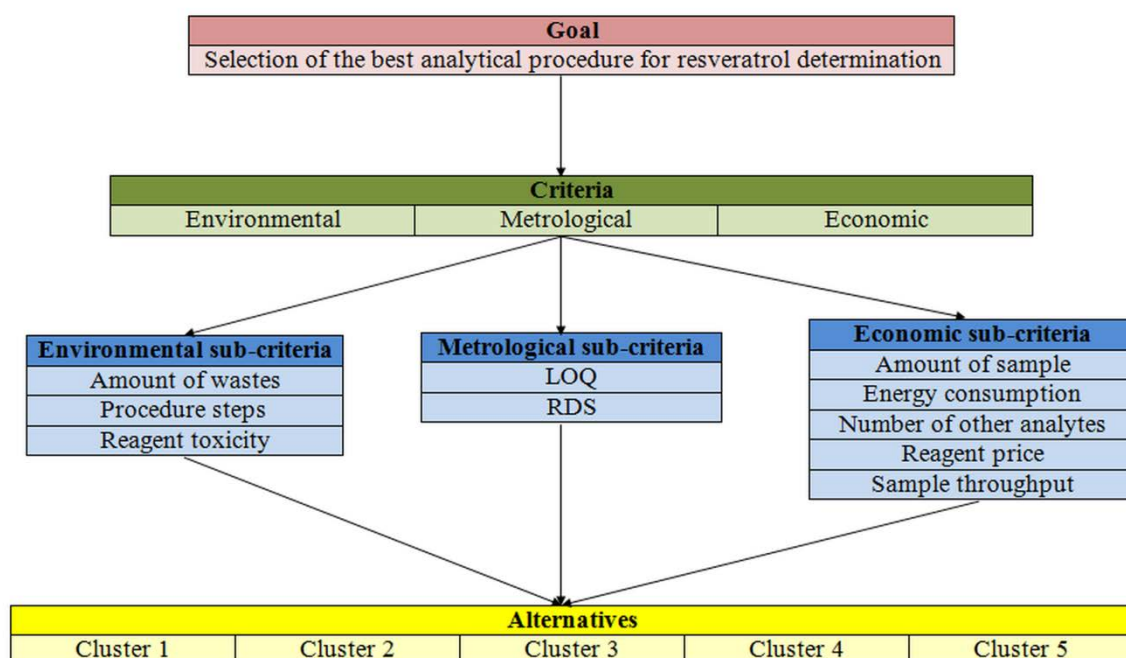 Goal
Selection of the best analytical procedure for resveratrol determination
Criteria
Environmental Metrological Economic
Environmental sub-criteria
Amount of wastes
Procedure steps
Reagent toxicity
Metrological sub-criteria
LOQ
RDS
Economic sub-criteria
Amount of sample
Energy consumption
Number of other analytes
Reagent price
Sample throughput
Alternatives
Cluster 1 Cluster 2 Cluster 3 Cluster 4 Cluster 5